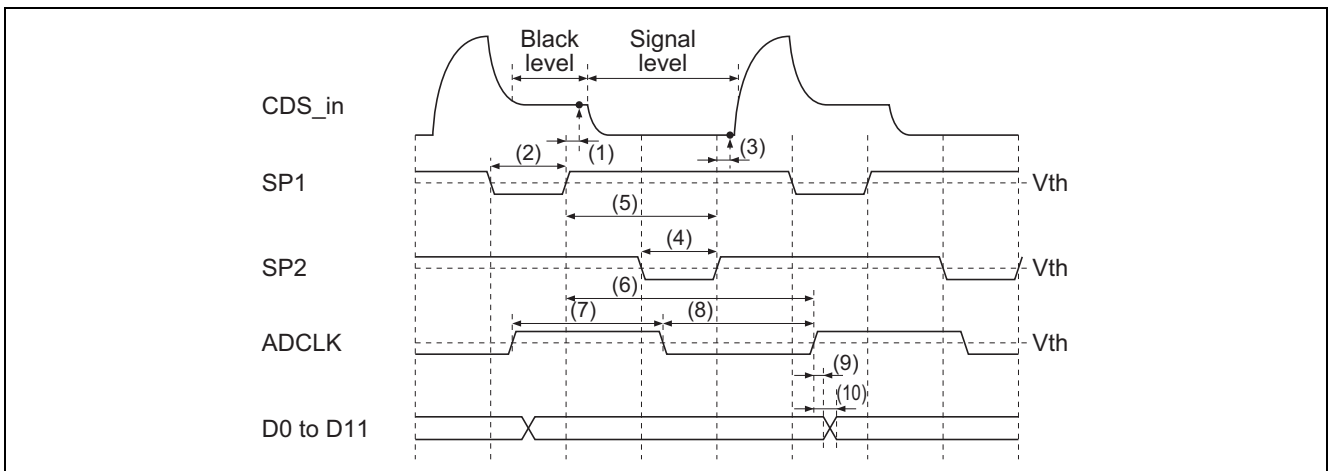 Black level
Signal level
CDS_in
(1)
(2)
(3)
SP1
Vth
(5)
(4)
SP2
Vth
(6)
(7)
(8)
ADCLK
Vth
(9)
(10)
D0 to D11